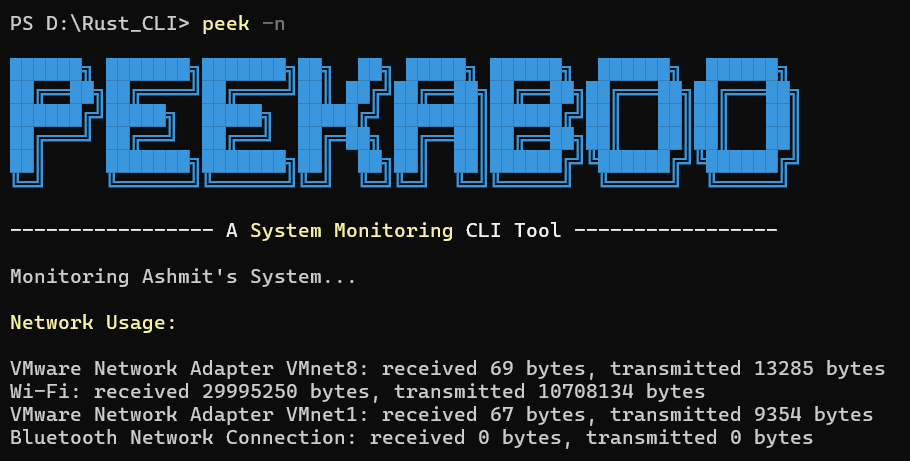 PS D:\Rust_CLI> peek -n
PEEKABOO
----------------- A System Monitoring CLI Tool -----------------
Monitoring Ashmit's System...
Network Usage:
VMware Network Adapter VMnet8: received 69 bytes, transmitted 13285 bytes
Wi-Fi: received 29995250 bytes, transmitted 10708134 bytes
VMware Network Adapter VMnet1: received 67 bytes, transmitted 9354 bytes
Bluetooth Network Connection: received 0 bytes, transmitted 0 bytes